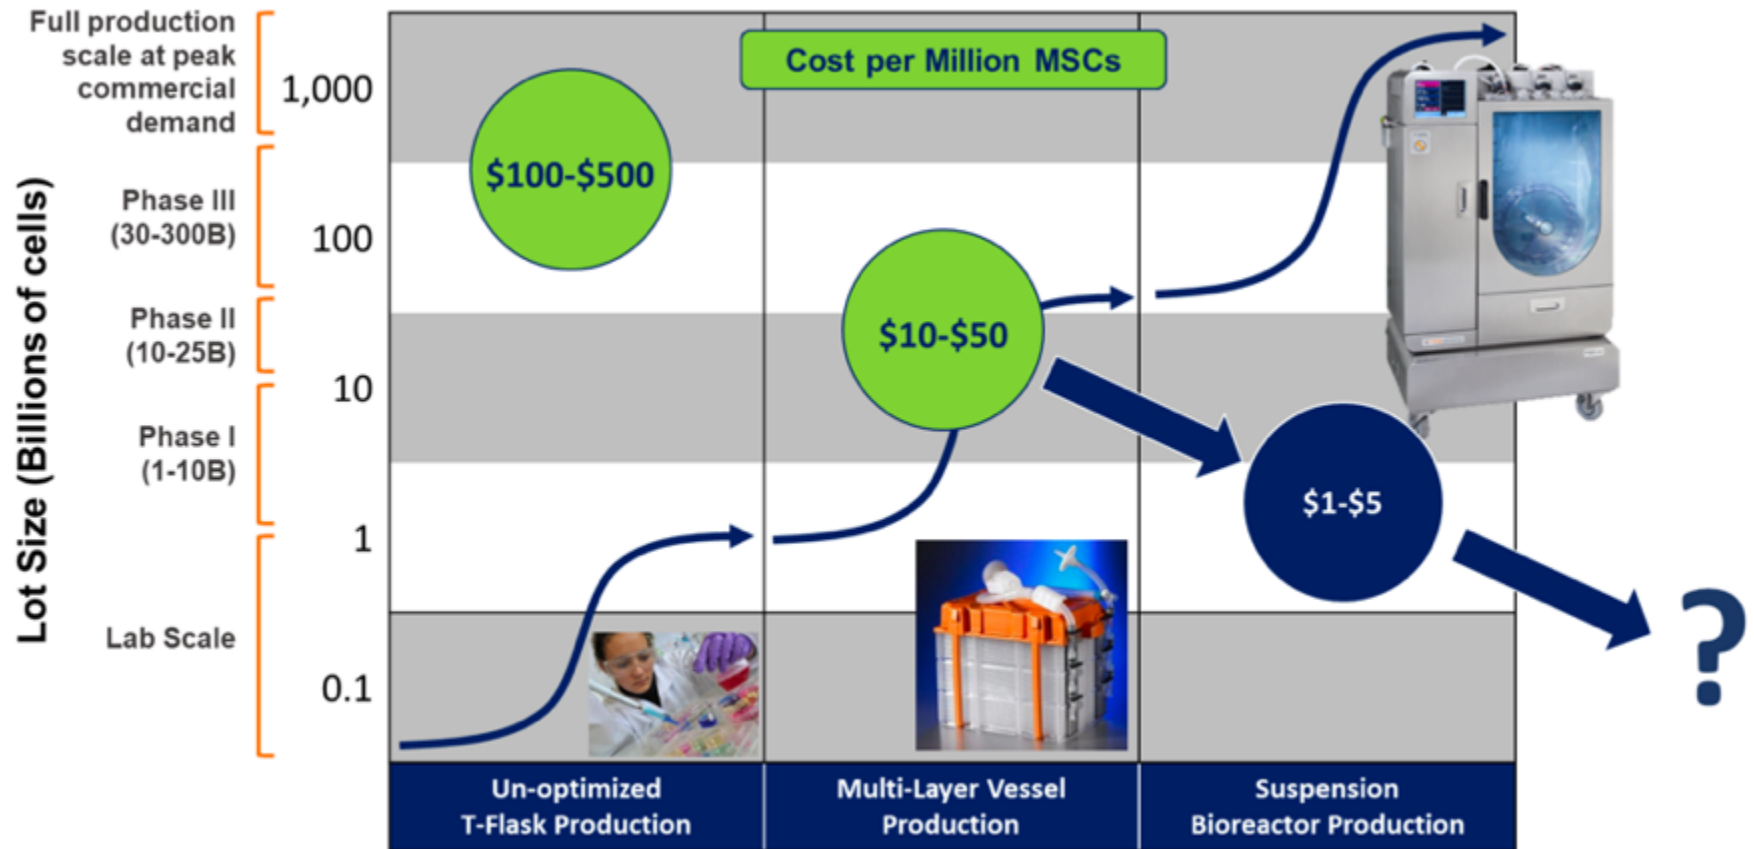 Full production
scale at peak
commercial
demand
Phase III
(30-300B)
Phase II
(10-25B)
Phase I
(1-10B)
Lab Scale
Lot Size (Billions of cells)
1,000
100
10
1
0.1
Cost per Million MSCs
$100-$500
$10-$50
$1-$5
?
Un-optimized
T-Flask Production
Multi-Layer Vessel
Production
Suspension
Bioreactor Production